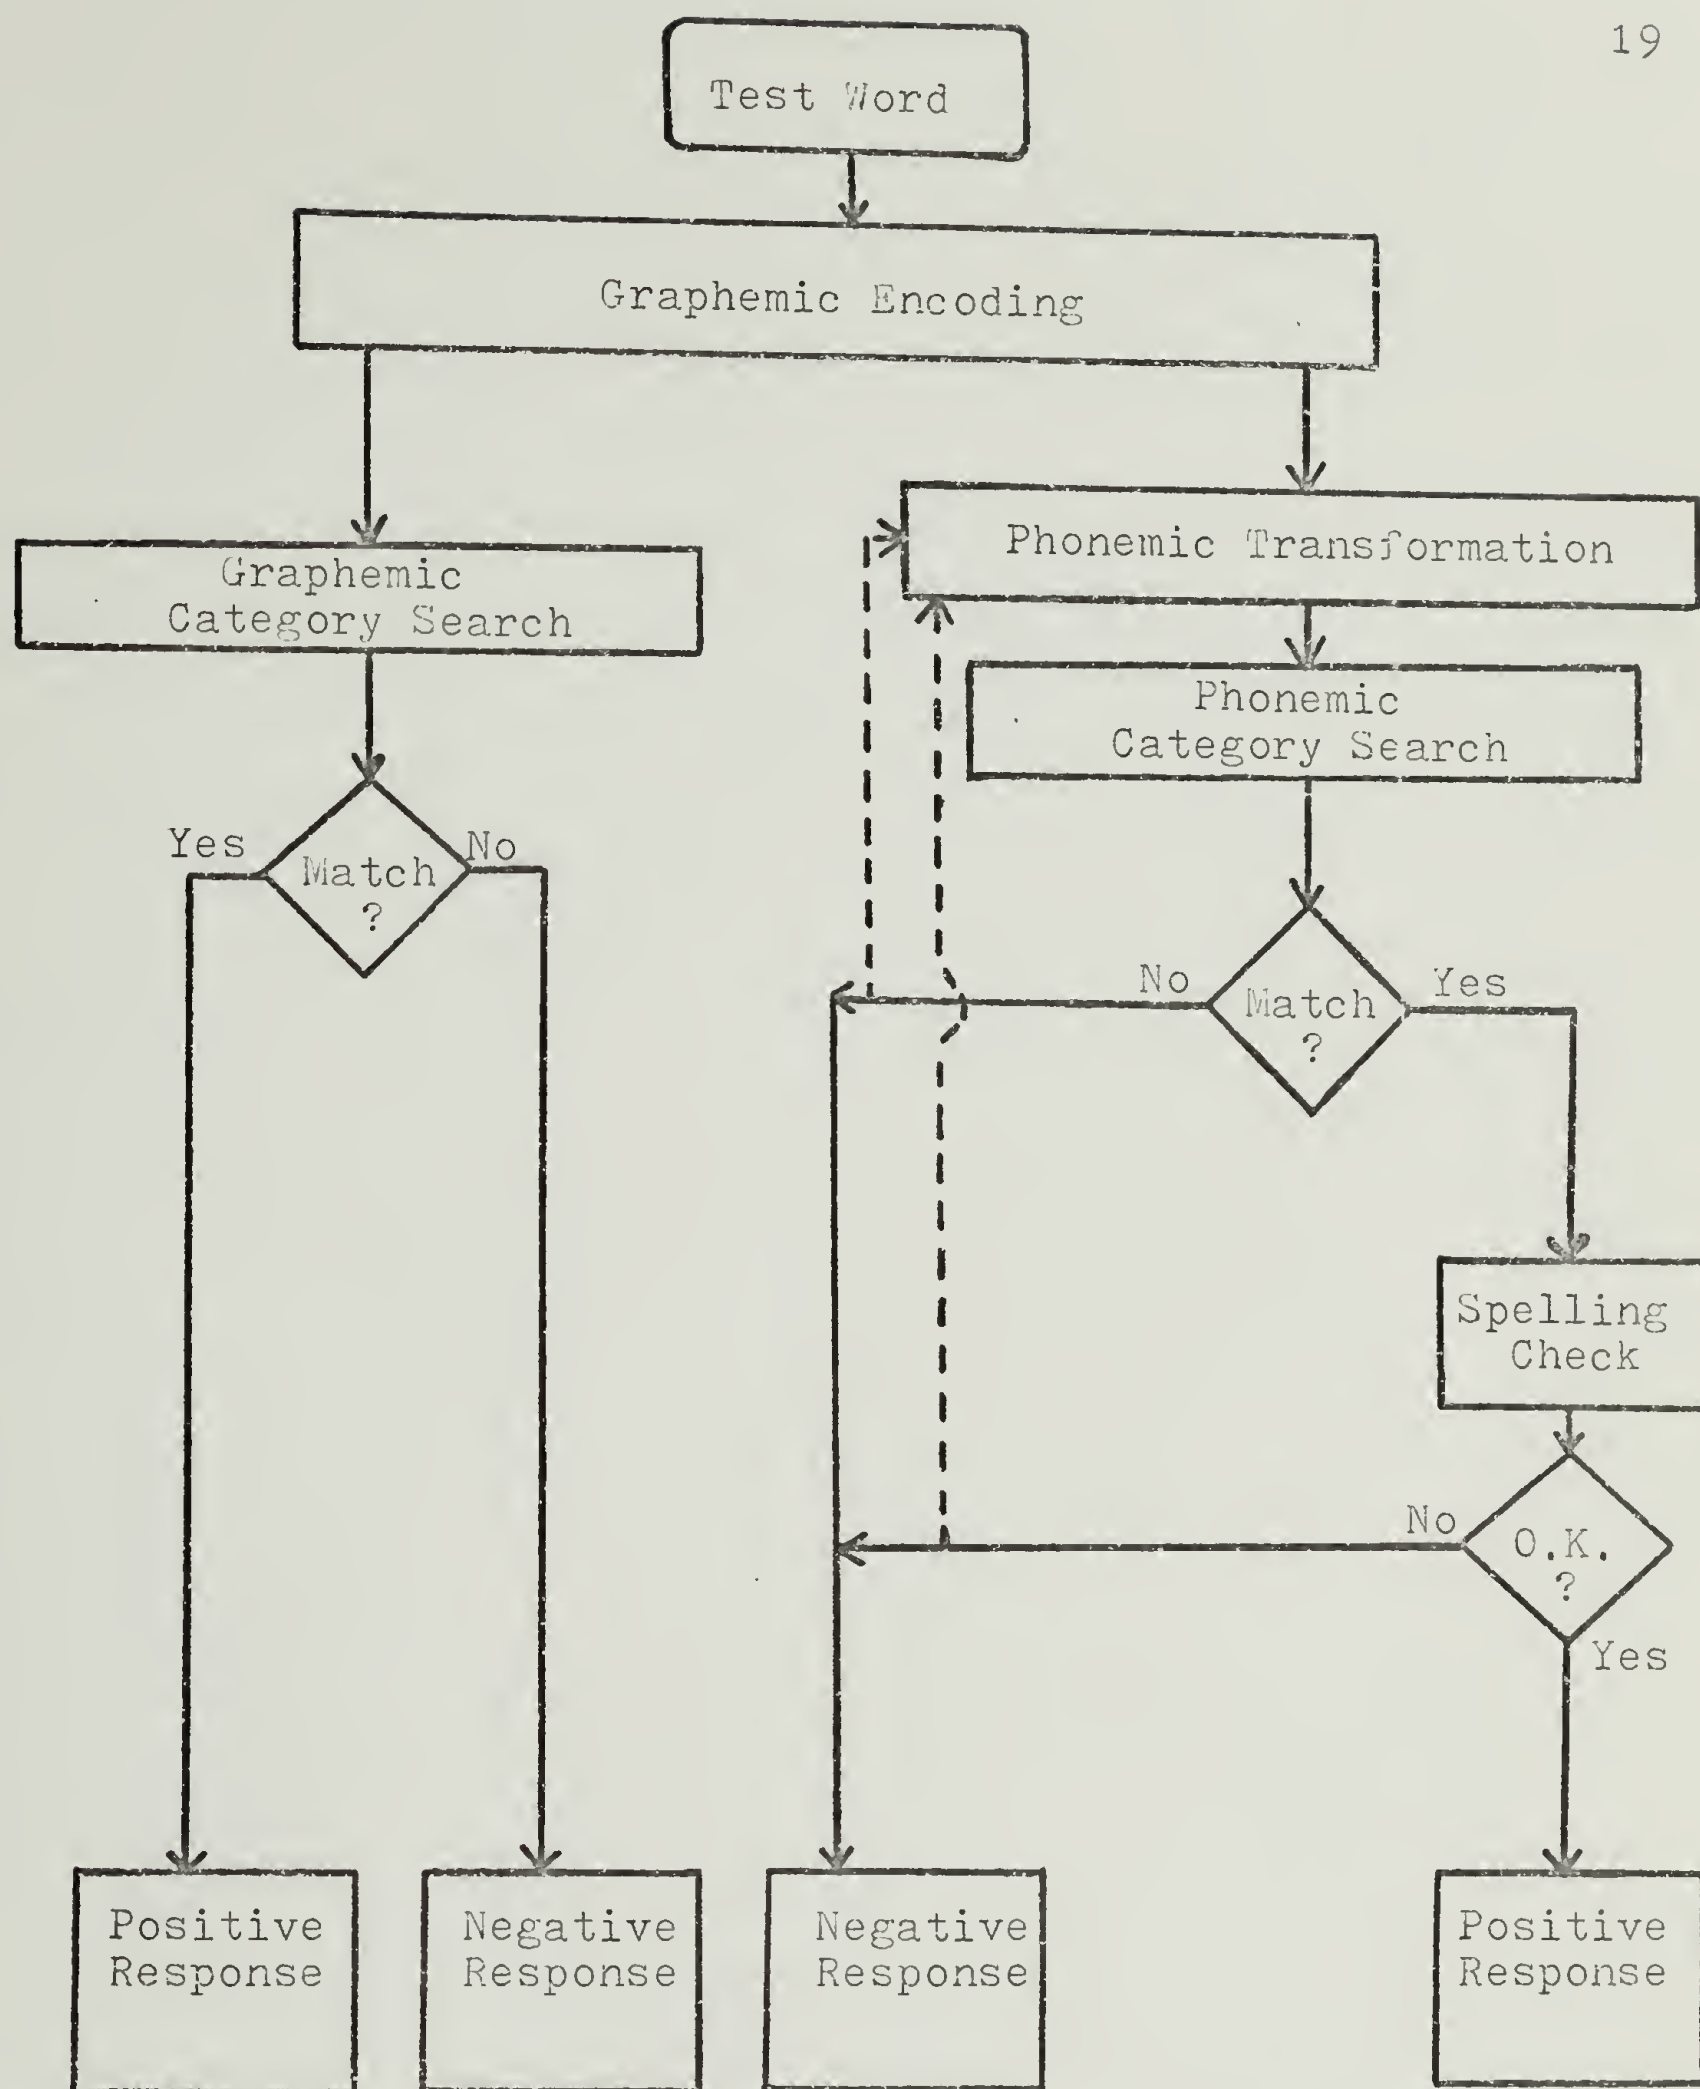 19
Test Word
Graphemic Encoding
Phonemic Transformation
Graphemic
Category Search
Phonemic
Category Search
Yes
No
Match
?
No
Yes
Match
?
Spelling
Check
No
O.K.
?
Yes
Positive
Response
Negative
Response
Negative
Response
Positive
Response